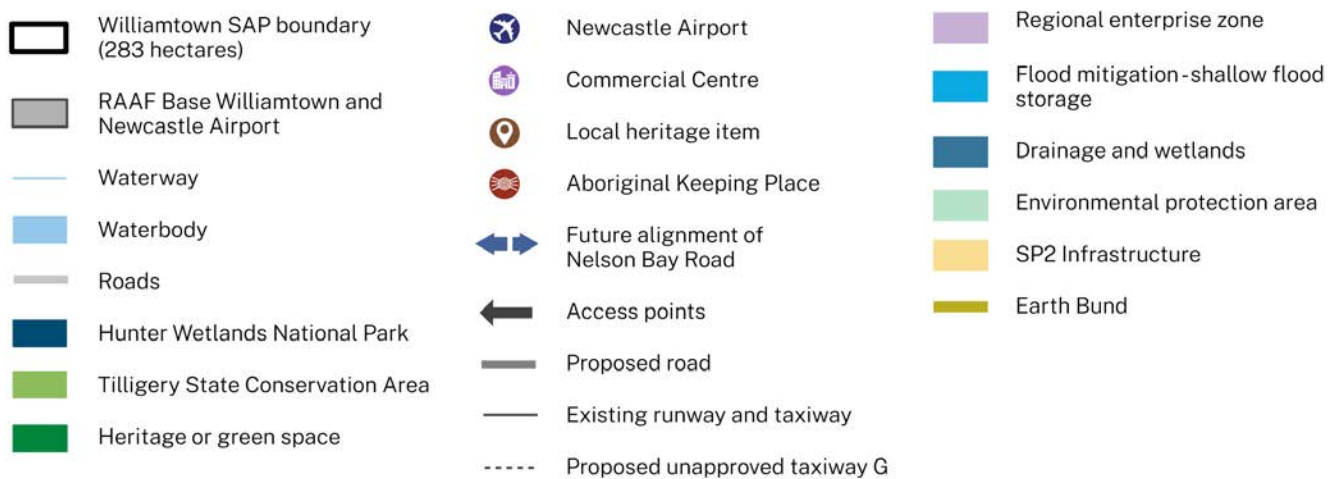 Williamtown SAP boundary
(283 hectares)
RAAF Base Williamtown and
Newcastle Airport
Waterway
Waterbody
Roads
Hunter Wetlands National Park
Tilligery State Conservation Area
Heritage or green space
Newcastle Airport
Commercial Centre
Local heritage item
Aboriginal Keeping Place
Future alignment of
Nelson Bay Road
Access points
Proposed road
Existing runway and taxiway
Proposed unapproved taxiway G
Regional enterprise zone
Flood mitigation - shallow flood
storage
Drainage and wetlands
Environmental protection area
SP2 Infrastructure
Earth Bund